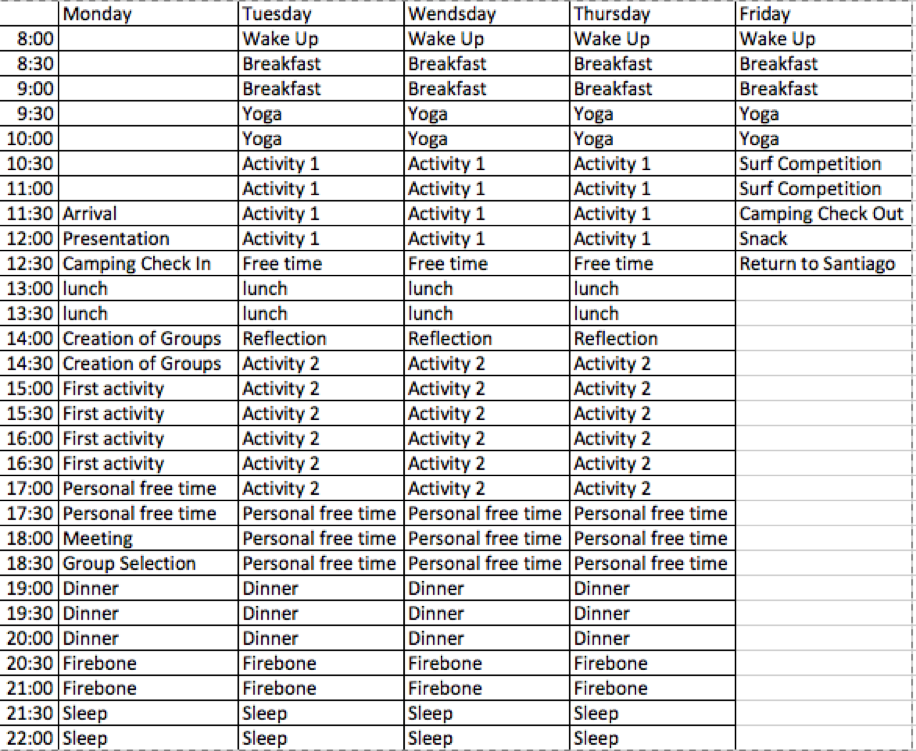 Monday Tuesday Wendsday Thursday Friday
8:00 Wake Up Wake Up Wake Up Wake Up
8:30 Breakfast Breakfast Breakfast Breakfast
9:00 Breakfast Breakfast Breakfast Breakfast
9:30 Yoga Yoga Yoga Yoga
10:00 Yoga Yoga Yoga Yoga
10:30 Activity 1 Activity 1 Activity 1 Surf Competition
11:00 Activity 1 Activity 1 Activity 1 Surf Competition
11:30 Arrival Activity 1 Activity 1 Activity 1 Camping Check Out
12:00 Presentation Activity 1 Activity 1 Activity 1 Snack
12:30 Camping Check In Free time Free time Free time Return to Santiago
13:00 lunch lunch lunch lunch
13:30 lunch lunch lunch lunch
14:00 Creation of Groups Reflection Reflection Reflection
14:30 Creation of Groups Activity 2 Activity 2 Activity 2
15:00 First activity Activity 2 Activity 2 Activity 2
15:30 First activity Activity 2 Activity 2 Activity 2
16:00 First activity Activity 2 Activity 2 Activity 2
16:30 First activity Activity 2 Activity 2 Activity 2
17:00 Personal free time Activity 2 Activity 2 Activity 2
17:30 Personal free time Personal free time Personal free time Personal free time
18:00 Meeting Personal free time Personal free time Personal free time
18:30 Group Selection Personal free time Personal free time Personal free time
19:00 Dinner Dinner Dinner Dinner
19:30 Dinner Dinner Dinner Dinner
20:00 Dinner Dinner Dinner Dinner
20:30 Firebone Firebone Firebone Firebone
21:00 Firebone Firebone Firebone Firebone
21:30 Sleep Sleep Sleep Sleep
22:00 Sleep Sleep Sleep Sleep